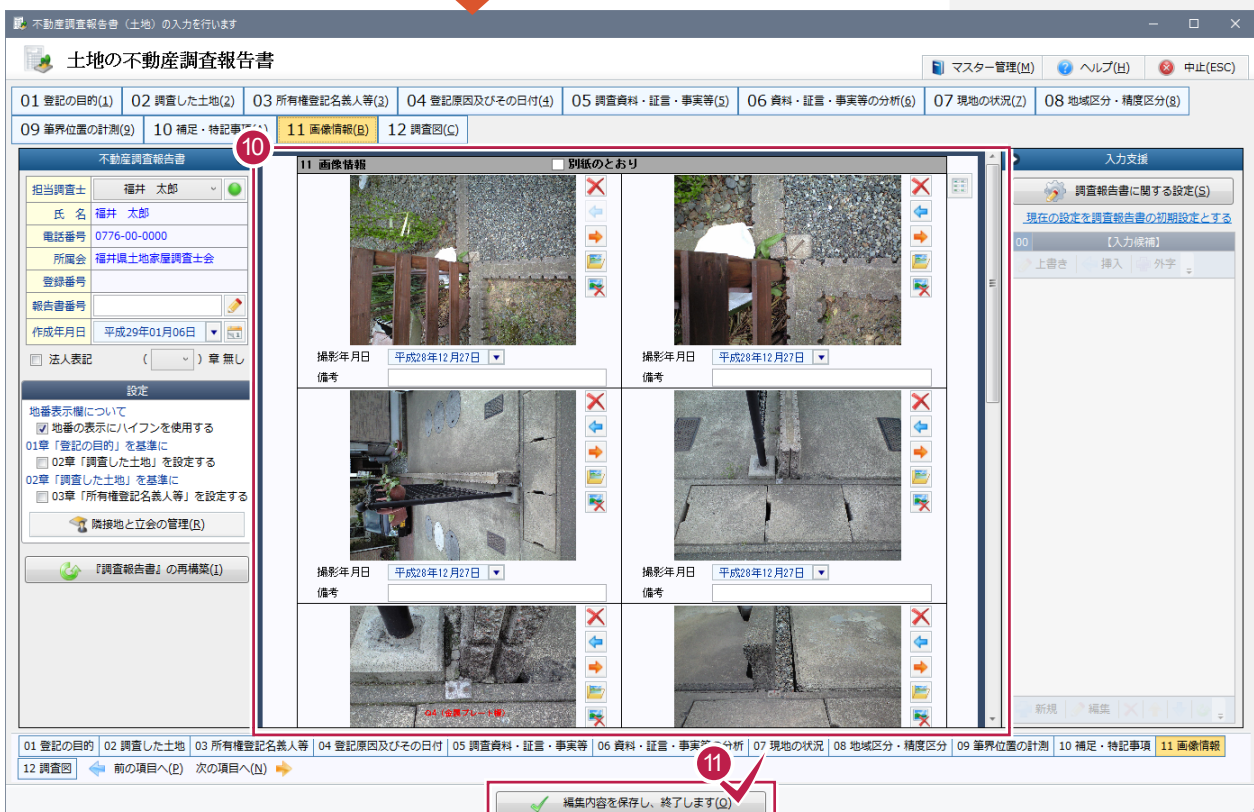 不動産調査報告書（土地）の入力を行います
土地の不動産調査報告書
マスター管理(M) ヘルプ(H) 中止(ESC)
01 登記の目的(1) 02 調査した土地(2) 03 所有権登記名義人等(3) 04 登記原因及びその日付(4) 05 調査資料・証言・事実等(5) 06 資料・証言・事実等の分析(6) 07 現地の状況(7) 08 地域区分・精度区分(8)
09 筆界位置の計測(9) 10 補足・特記事 11 画像情報(B) 12 調査図(C)
10
不動産調査報告書
担当調査士 福井 太郎
氏 名 福井 太郎
電話番号 0776-00-0000
所属会 福井県土地家屋調査士会
登録番号
報告書番号
作成年月日 平成29年01月06日
法人表記 ( ) 章 無し
設定
地番表示欄について
地番の表示にハイフンを使用する
01章「登記の目的」を基準に
02章「調査した土地」を設定する
02章「調査した土地」を基準に
03章「所有権登記名義人等」を設定する
隣接地と立会の管理(R)
『調査報告書』の再構築(I)
11 画像情報 別紙のとおり
撮影年月日 平成28年12月27日 撮影年月日 平成28年12月27日
備考 備考
撮影年月日 平成28年12月27日 撮影年月日 平成28年12月27日
備考 備考
入力支援
調査報告書に関する設定(S)
現在の設定を調査報告書の初期設定とする
00 【入力候補】
上書き 挿入 外字
新規 編集
01 登記の目的 02 調査した土地 03 所有権登記名義人等 04 登記原因及びその日付 05 調査資料・証言・事実等 06 資料・証言・事実等の分析 07 現地の状況 08 地域区分・精度区分 09 筆界位置の計測 10 補足・特記事項 11 画像情報
12 調査図 前の項目へ(P) 次の項目へ(N)
11
編集内容を保存し、終了します(O)